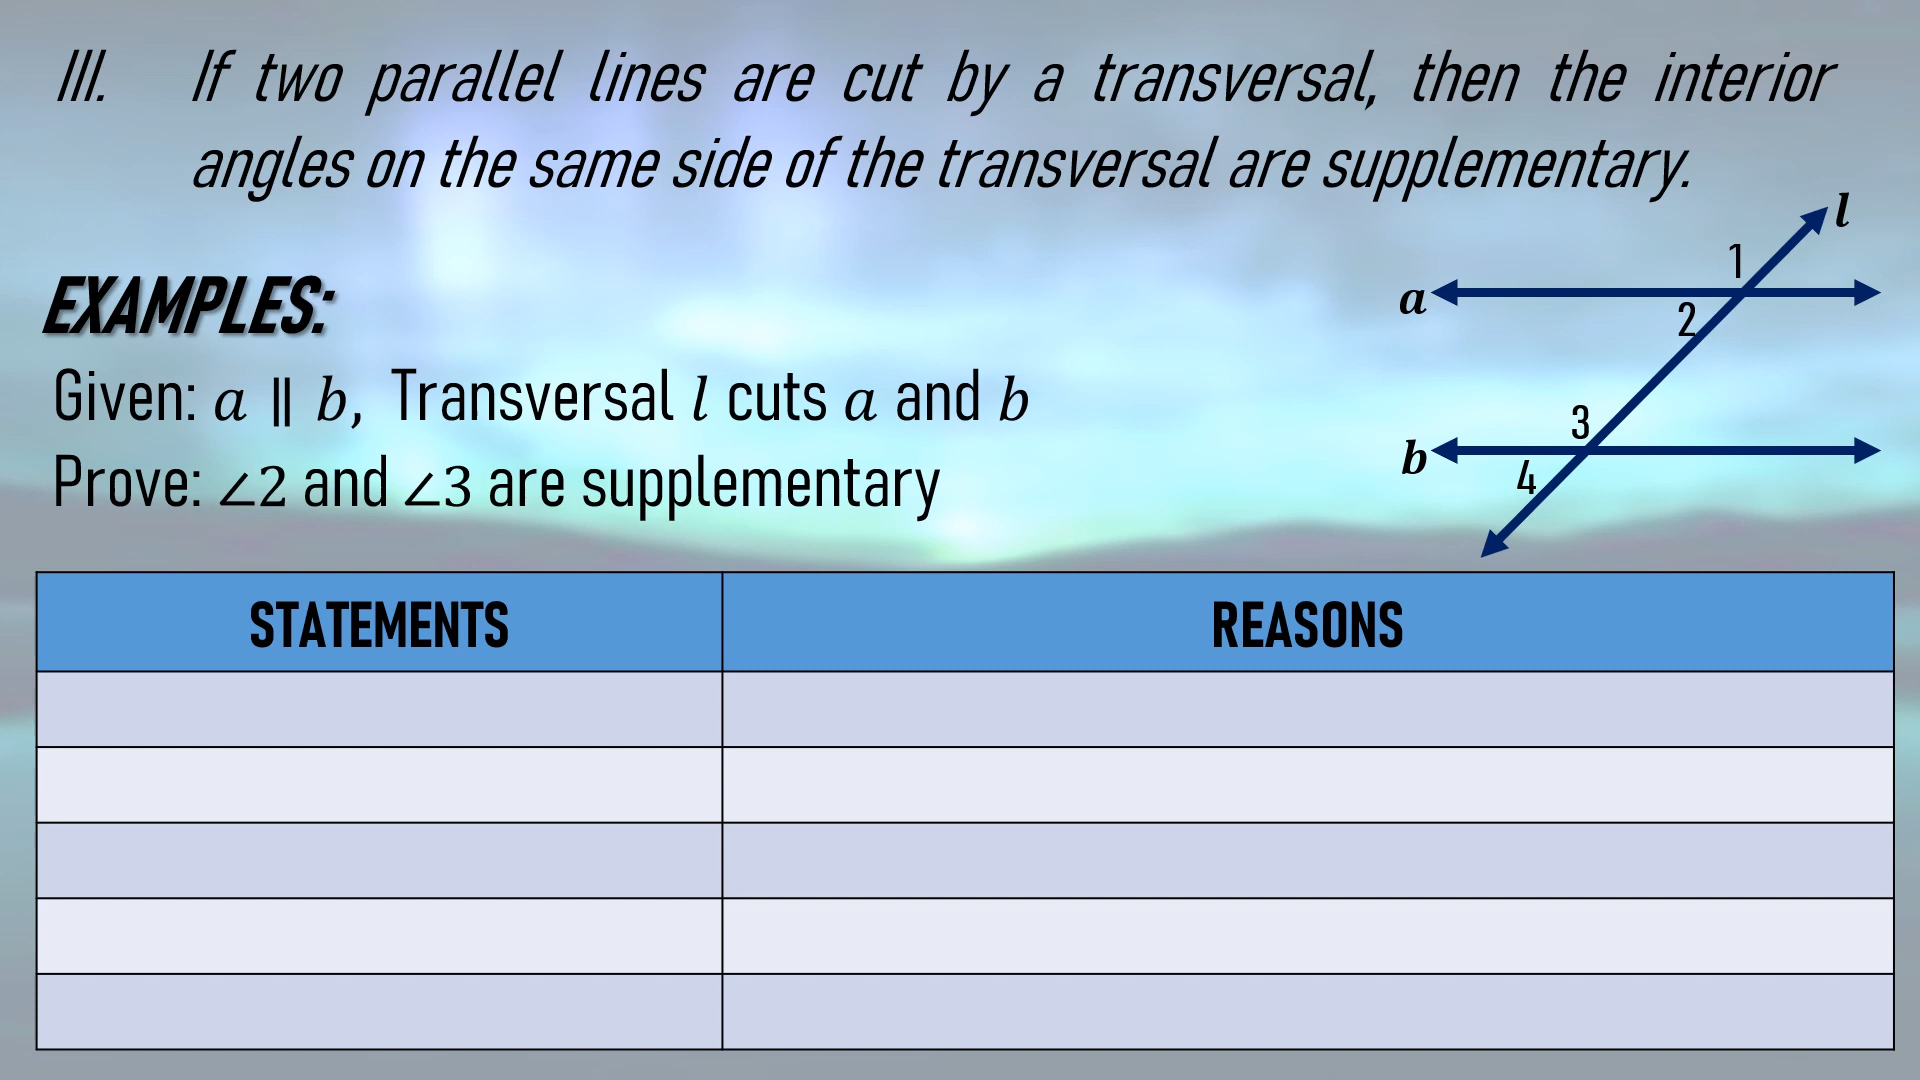 III. If two parallel lines are cut by a transversal, then the interior
angles on the same side of the transversal are supplementary.
EXAMPLES:
Given: a ∥ b, Transversal l cuts a and b
Prove: ∠2 and ∠3 are supplementary
l
1
a
2
3
b
4
STATEMENTS REASONS